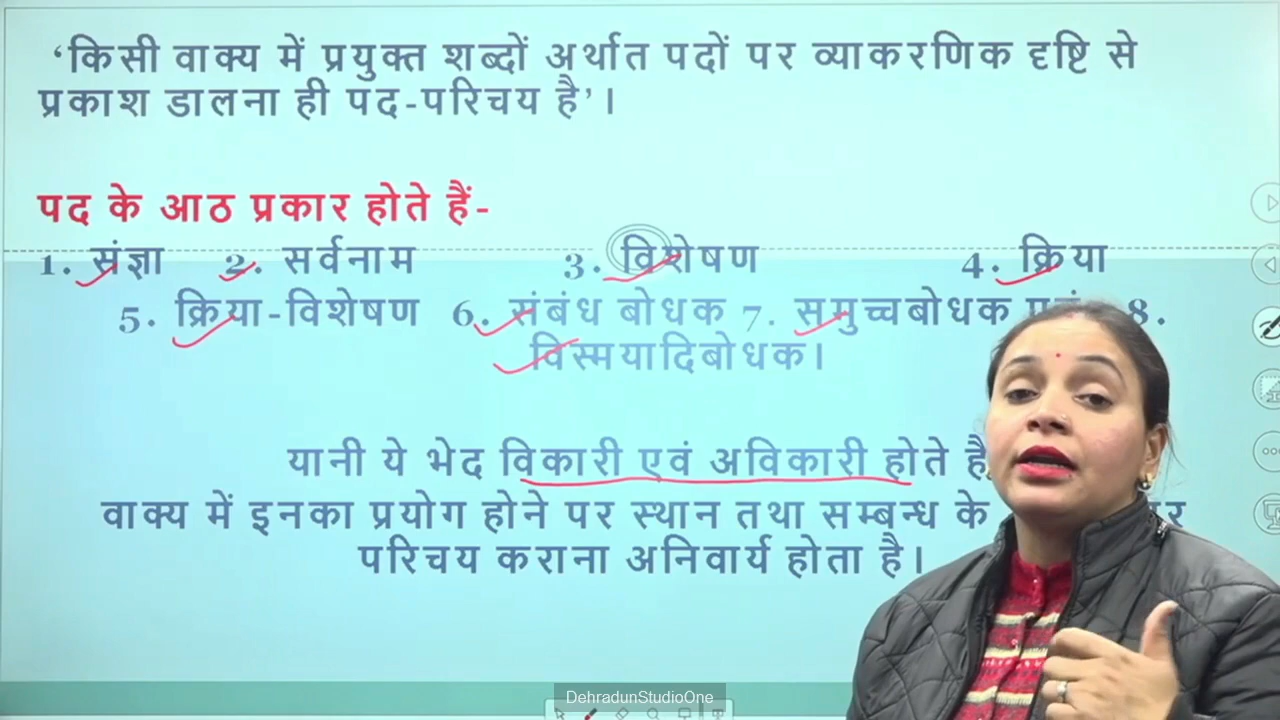 ‘किसी वाक्य में प्रयुक्त शब्दों अर्थात पदों पर व्याकरणिक दृष्टि से
प्रकाश डालना ही पद-परिचय है’।
पद के आठ प्रकार होते हैं-
1. संज्ञा 2. सर्वनाम 3. विशेषण 4. क्रिया
5. क्रिया-विशेषण 6. संबंध बोधक 7. समुच्चबोधक एवं 8.
विस्मयादिबोधक।
यानी ये भेद विकारी एवं अविकारी होते
वाक्य में इनका प्रयोग होने पर स्थान तथा सम्बन्ध के
परिचय कराना अनिवार्य होता है।
DehradunStudioOne